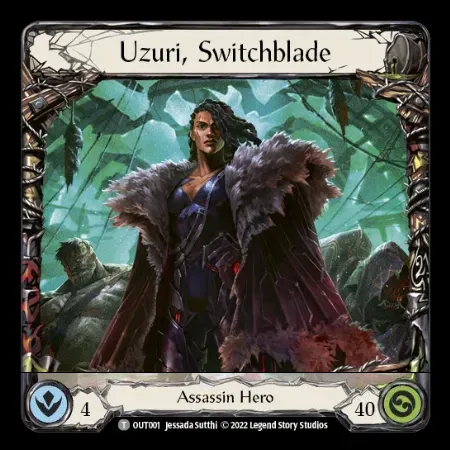 Uzuri, Switchblade
Assassin Hero
4
40
T OUT001 Jessada Sutthi © 2022 Legend Story Studios